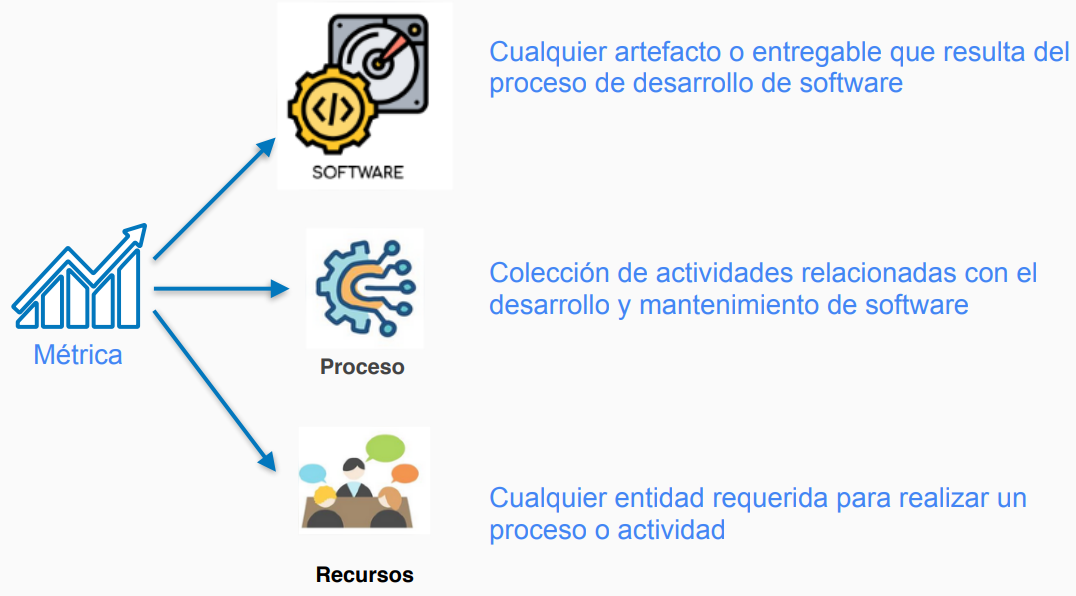 Cualquier artefacto o entregable que resulta del
proceso de desarrollo de software
SOFTWARE
Métrica
Colección de actividades relacionadas con el
desarrollo y mantenimiento de software
Proceso
Cualquier entidad requerida para realizar un
proceso o actividad
Recursos